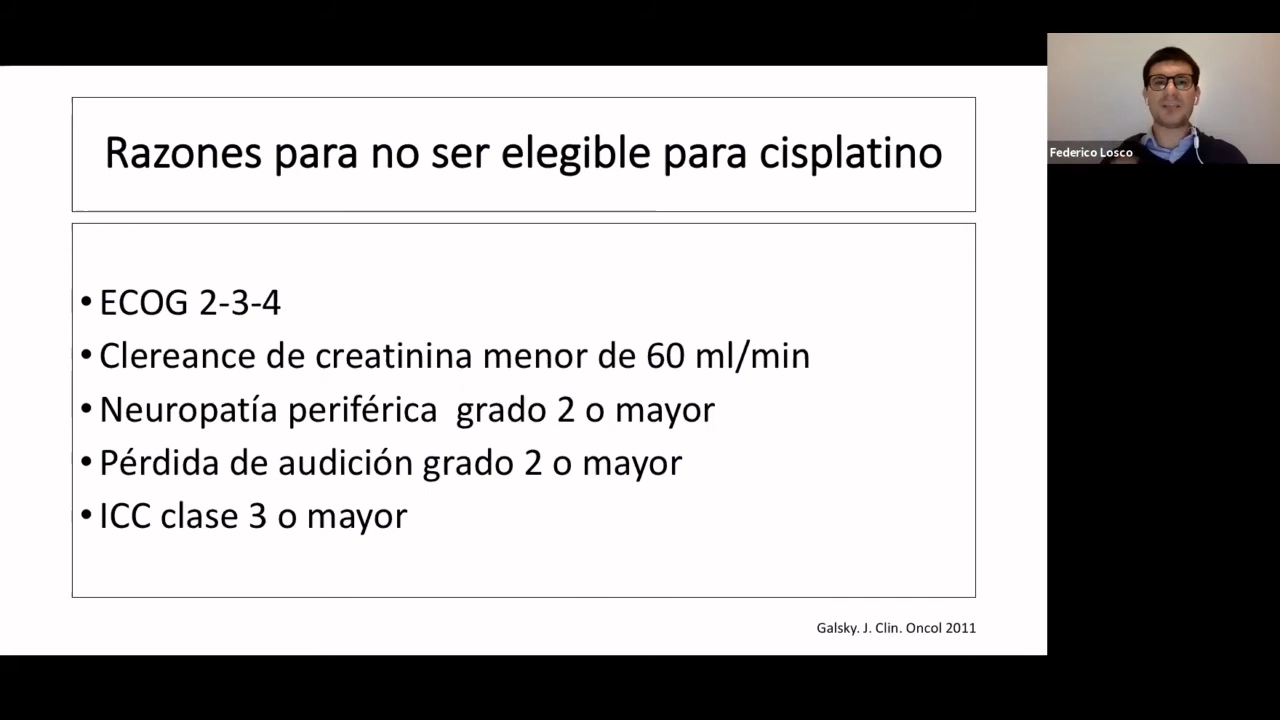 Razones para no ser elegible para cisplatino
• ECOG 2-3-4
• Clereance de creatinina menor de 60 ml/min
• Neuropatía periférica grado 2 o mayor
• Pérdida de audición grado 2 o mayor
• ICC clase 3 o mayor
Galsky. J. Clin. Oncol 2011
Federico Losco